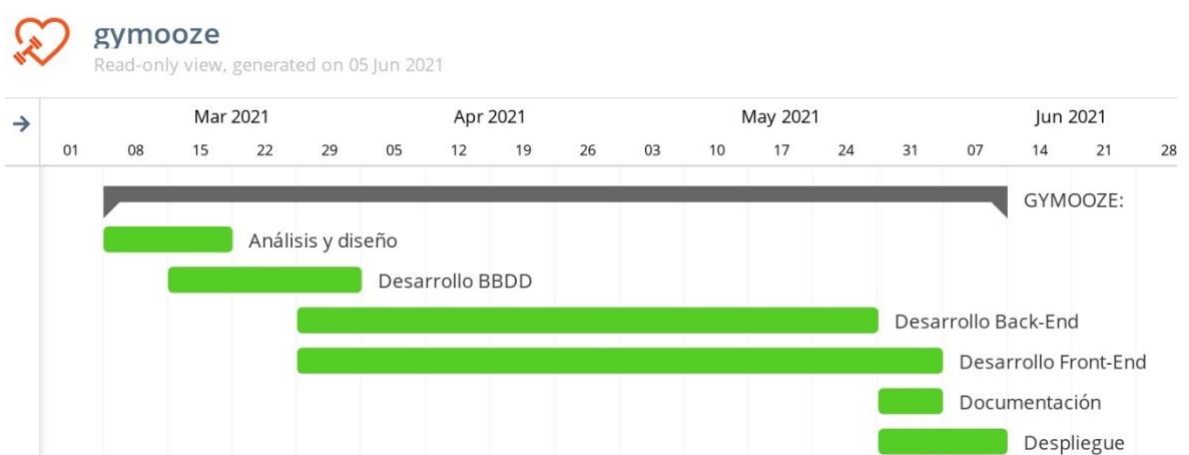 gymooze
Read-only view, generated on 05 Jun 2021
→ Mar 2021 Apr 2021 May 2021 Jun 2021
01 08 15 22 29 05 12 19 26 03 10 17 24 31 07 14 21 28
GYMOOZE:
Análisis y diseño
Desarrollo BBDD
Desarrollo Back-End
Desarrollo Front-End
Documentación
Despliegue